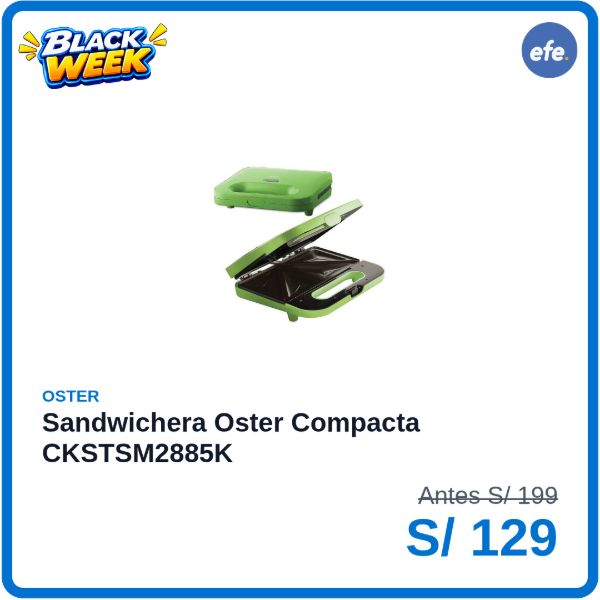 BLACK
WEEK
efe.
OSTER
Sandwichera Oster Compacta
CKSTSM2885K
Antes S/ 199
S/ 129